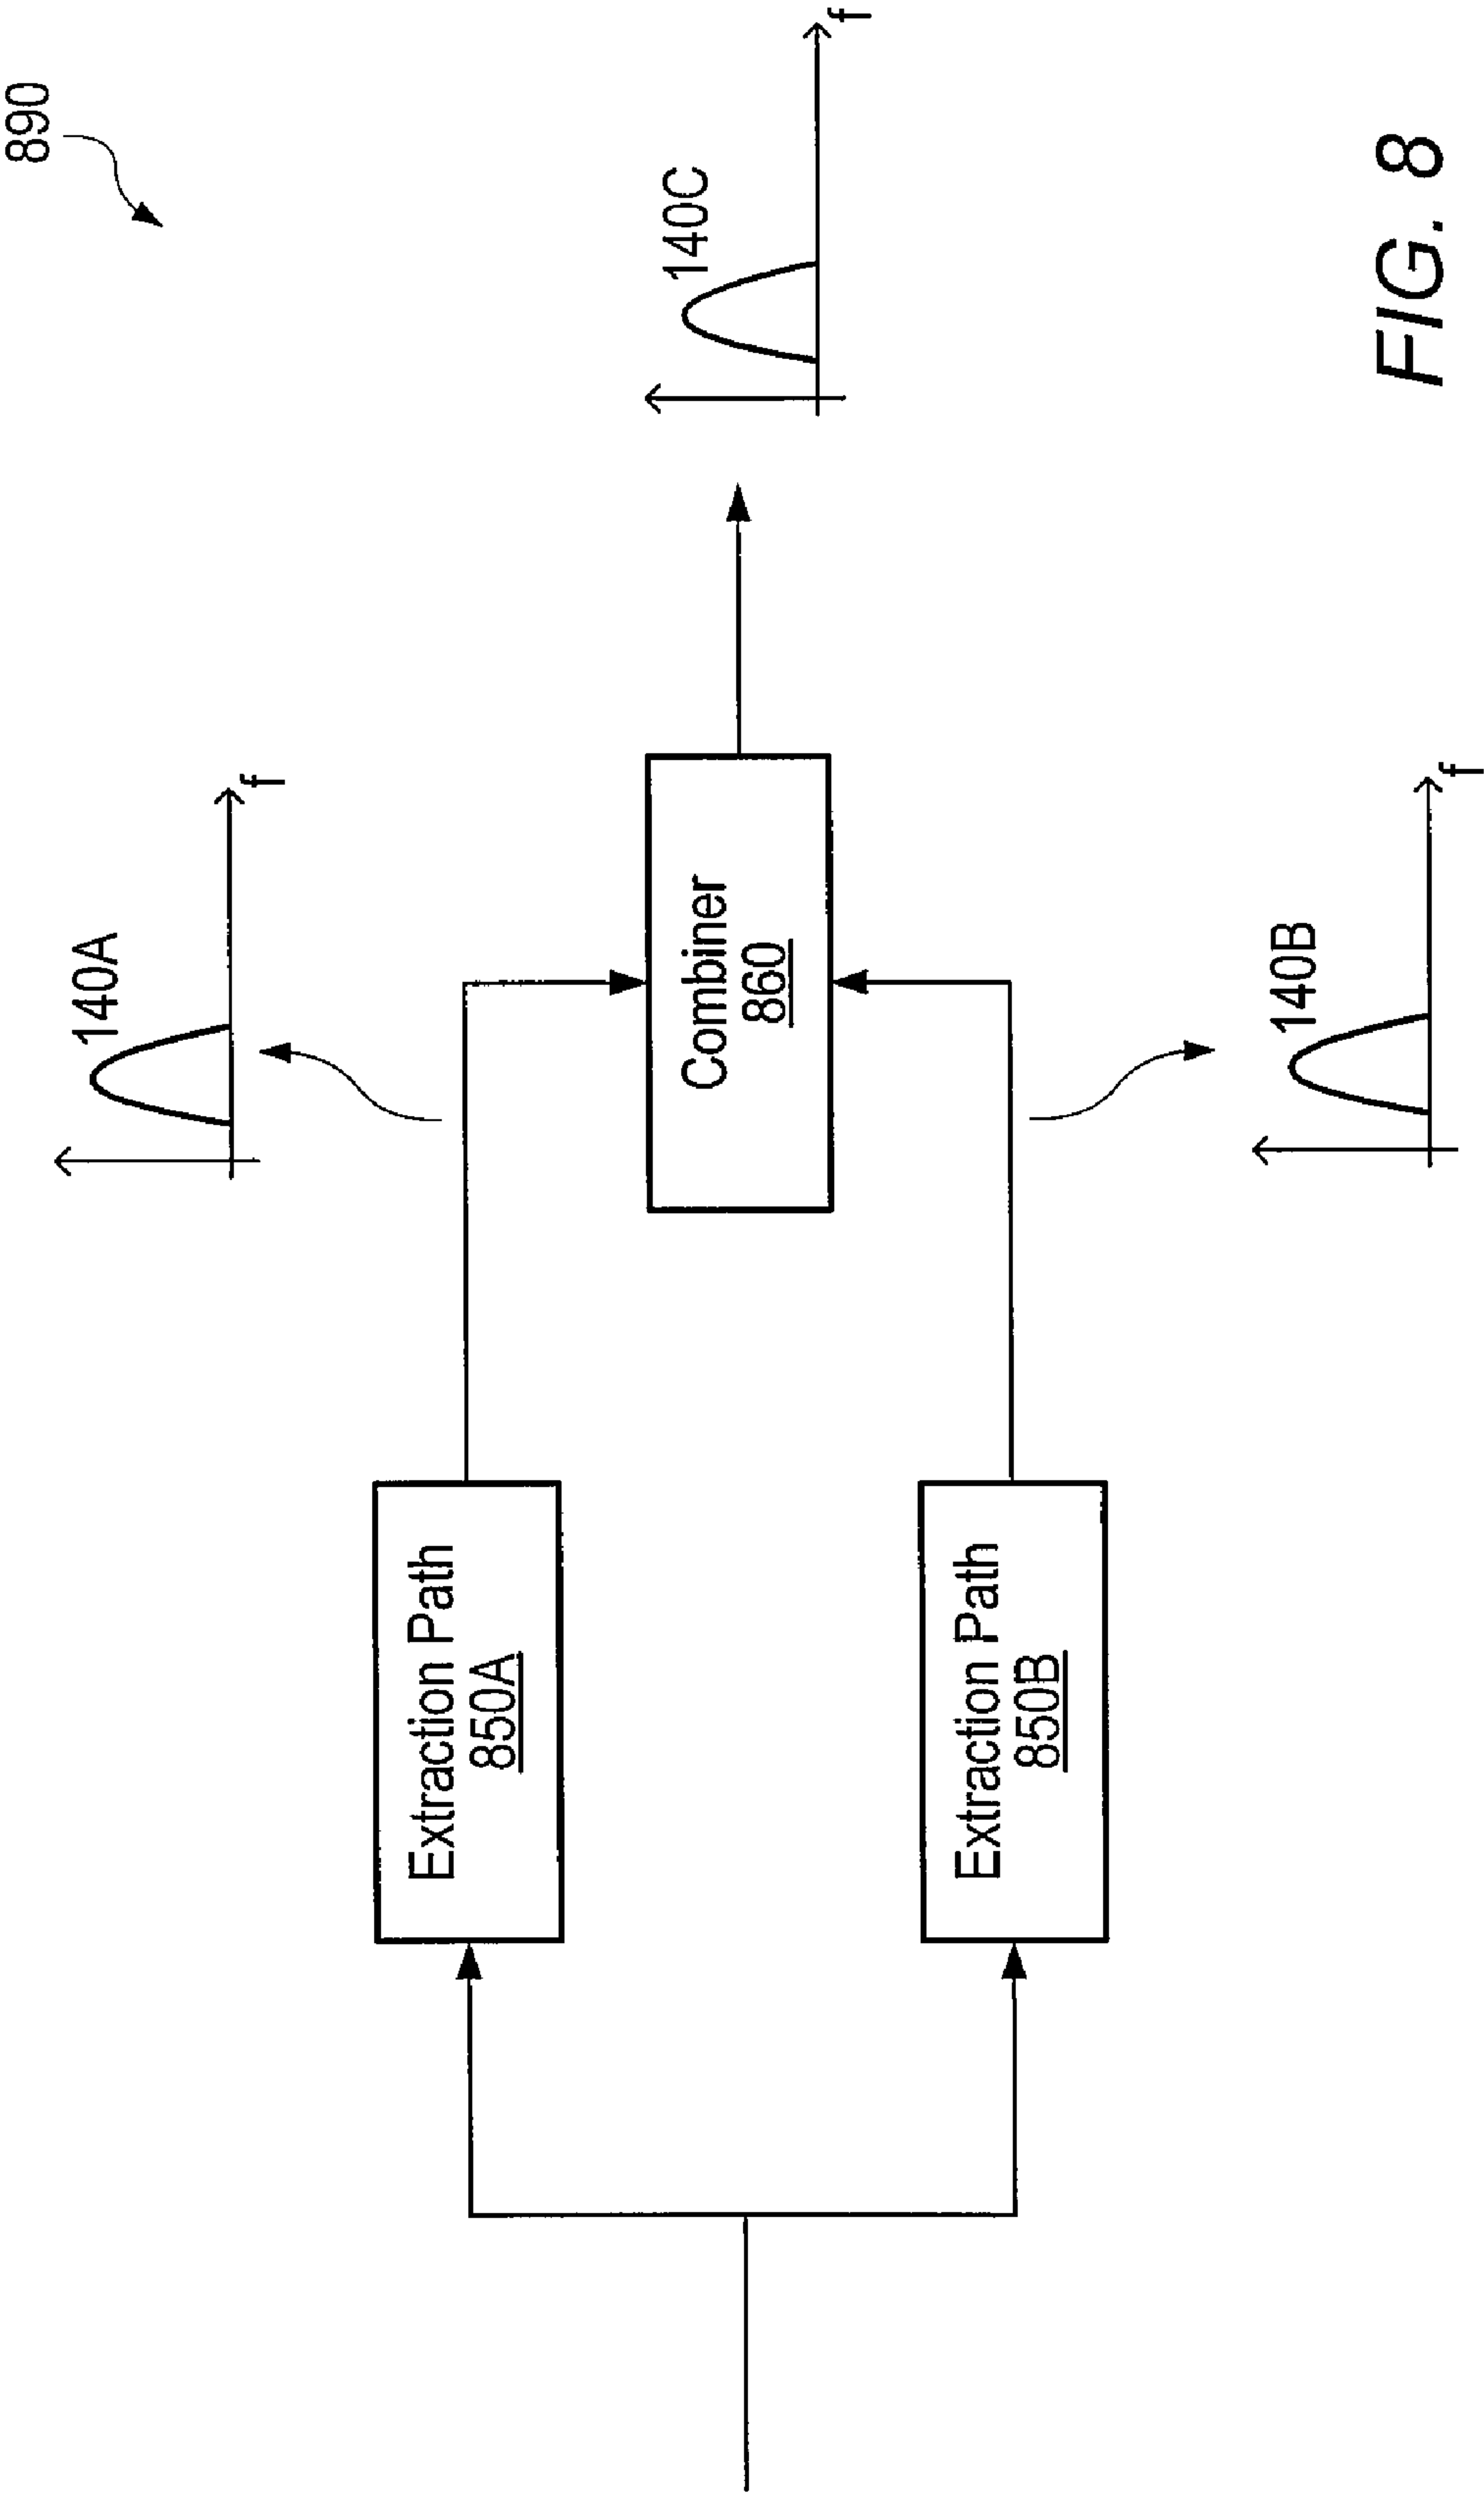 890
140A
f
Extraction Path
850A
Combiner
860
140C
f
Extraction Path
850B
140B
f
FIG. 8